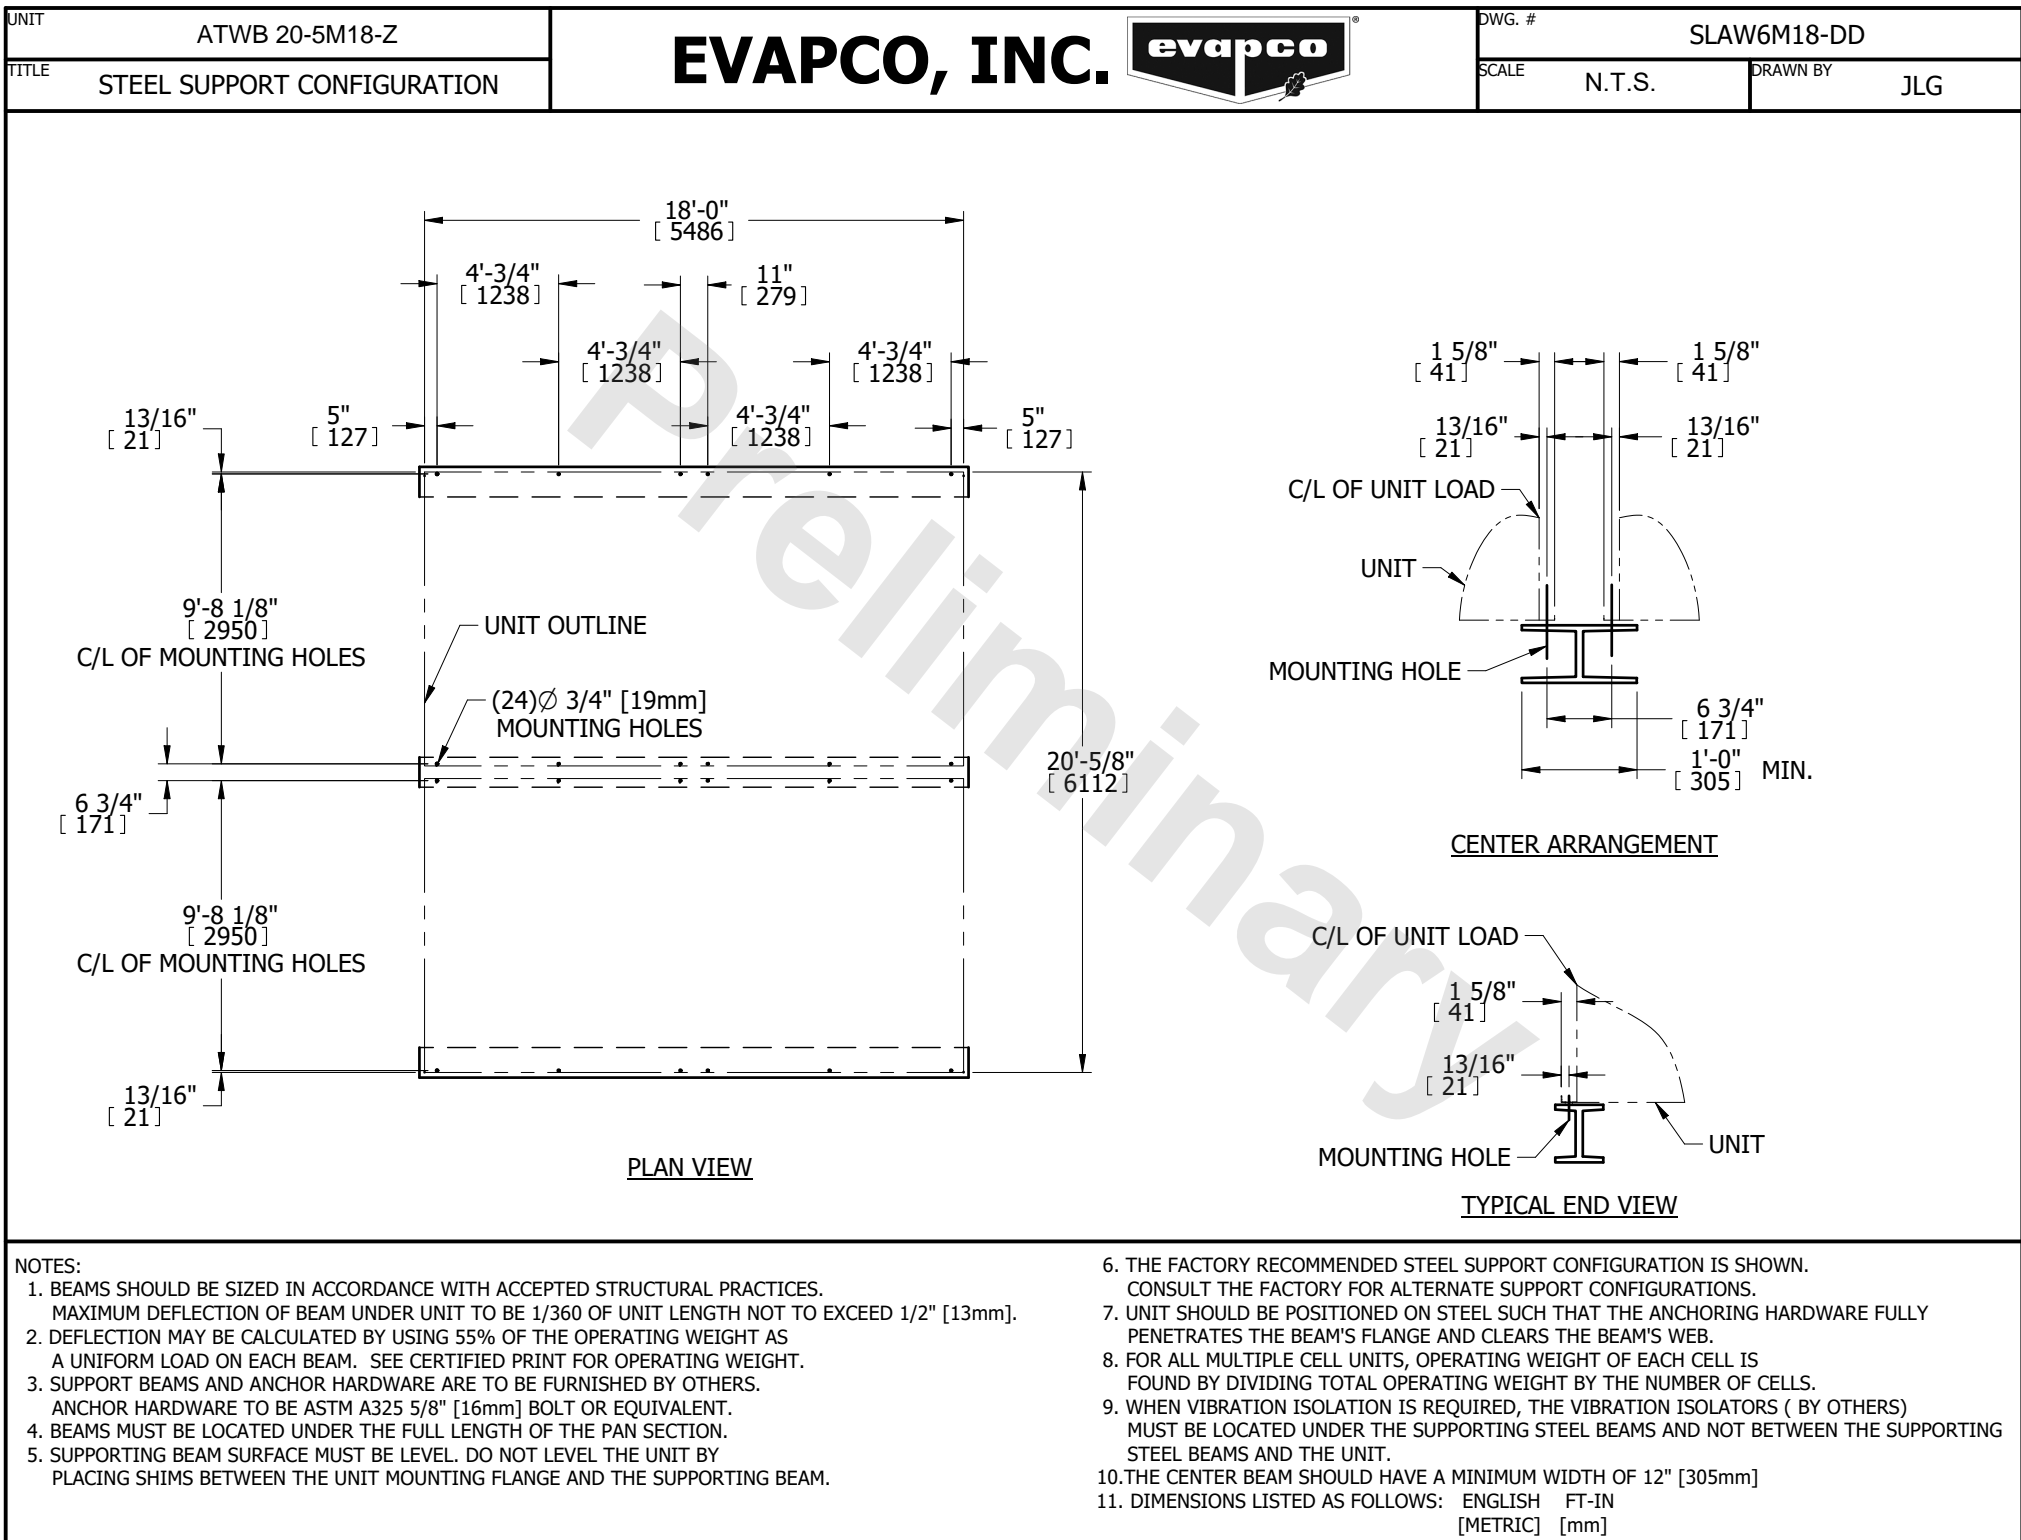 UNIT
ATWB 20-5M18-Z
TITLE
STEEL SUPPORT CONFIGURATION
EVAPCO, INC.
evapco
®
DWG. #
SLAW6M18-DD
SCALE
N.T.S.
DRAWN BY
JLG
18'-0"
[ 5486 ]
4'-3/4"
[ 1238 ]
11"
[ 279 ]
4'-3/4"
[ 1238 ]
4'-3/4"
[ 1238 ]
13/16"
[ 21 ]
5"
[ 127 ]
4'-3/4"
[ 1238 ]
5"
[ 127 ]
9'-8 1/8"
[ 2950 ]
C/L OF MOUNTING HOLES
UNIT OUTLINE
(24)Ø 3/4" [19mm]
MOUNTING HOLES
6 3/4"
[ 171 ]
20'-5/8"
[ 6112 ]
9'-8 1/8"
[ 2950 ]
C/L OF MOUNTING HOLES
13/16"
[ 21 ]
PLAN VIEW
Preliminary
1 5/8"
[ 41 ]
1 5/8"
[ 41 ]
13/16"
[ 21 ]
13/16"
[ 21 ]
C/L OF UNIT LOAD
UNIT
MOUNTING HOLE
6 3/4"
[ 171 ]
1'-0"
[ 305 ] MIN.
CENTER ARRANGEMENT
C/L OF UNIT LOAD
1 5/8"
[ 41 ]
13/16"
[ 21 ]
MOUNTING HOLE
UNIT
TYPICAL END VIEW
NOTES:
1. BEAMS SHOULD BE SIZED IN ACCORDANCE WITH ACCEPTED STRUCTURAL PRACTICES.
MAXIMUM DEFLECTION OF BEAM UNDER UNIT TO BE 1/360 OF UNIT LENGTH NOT TO EXCEED 1/2" [13mm].
2. DEFLECTION MAY BE CALCULATED BY USING 55% OF THE OPERATING WEIGHT AS
A UNIFORM LOAD ON EACH BEAM. SEE CERTIFIED PRINT FOR OPERATING WEIGHT.
3. SUPPORT BEAMS AND ANCHOR HARDWARE ARE TO BE FURNISHED BY OTHERS.
ANCHOR HARDWARE TO BE ASTM A325 5/8" [16mm] BOLT OR EQUIVALENT.
4. BEAMS MUST BE LOCATED UNDER THE FULL LENGTH OF THE PAN SECTION.
5. SUPPORTING BEAM SURFACE MUST BE LEVEL. DO NOT LEVEL THE UNIT BY
PLACING SHIMS BETWEEN THE UNIT MOUNTING FLANGE AND THE SUPPORTING BEAM.
6. THE FACTORY RECOMMENDED STEEL SUPPORT CONFIGURATION IS SHOWN.
CONSULT THE FACTORY FOR ALTERNATE SUPPORT CONFIGURATIONS.
7. UNIT SHOULD BE POSITIONED ON STEEL SUCH THAT THE ANCHORING HARDWARE FULLY
PENETRATES THE BEAM'S FLANGE AND CLEARS THE BEAM'S WEB.
8. FOR ALL MULTIPLE CELL UNITS, OPERATING WEIGHT OF EACH CELL IS
FOUND BY DIVIDING TOTAL OPERATING WEIGHT BY THE NUMBER OF CELLS.
9. WHEN VIBRATION ISOLATION IS REQUIRED, THE VIBRATION ISOLATORS ( BY OTHERS)
MUST BE LOCATED UNDER THE SUPPORTING STEEL BEAMS AND NOT BETWEEN THE SUPPORTING
STEEL BEAMS AND THE UNIT.
10.THE CENTER BEAM SHOULD HAVE A MINIMUM WIDTH OF 12" [305mm]
11. DIMENSIONS LISTED AS FOLLOWS: ENGLISH FT-IN
[METRIC] [mm]